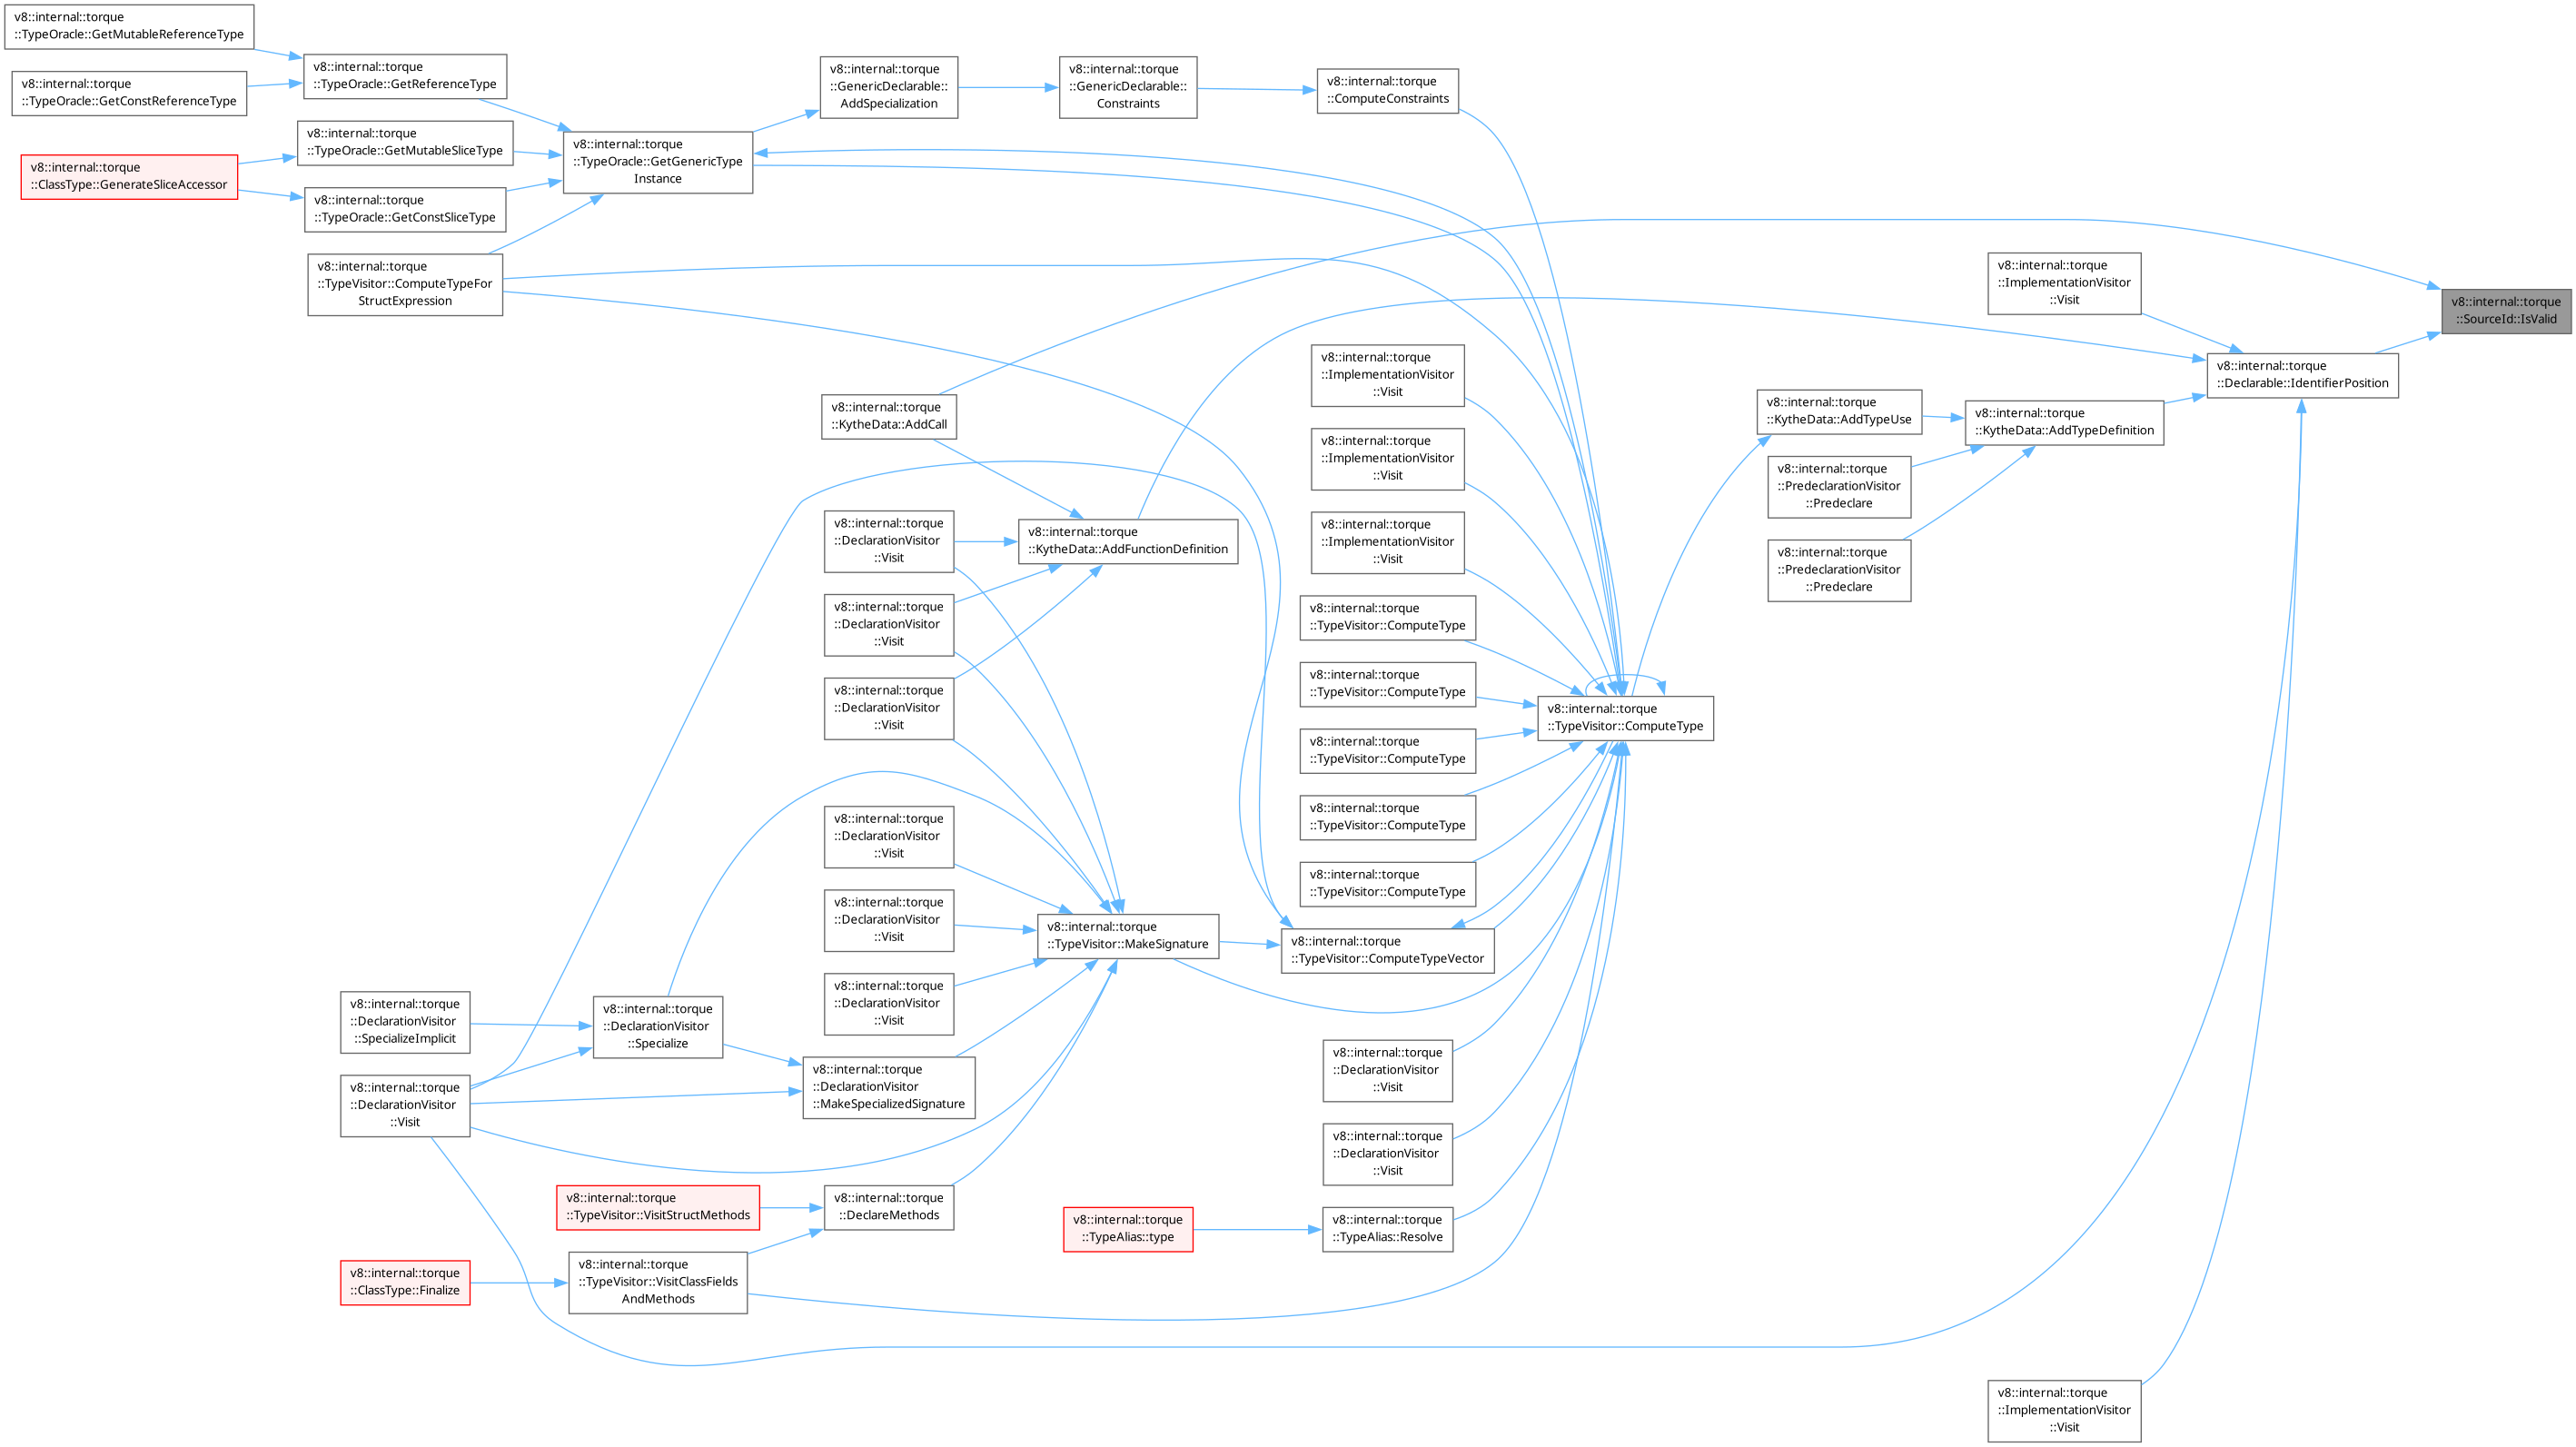 v8::internal::torque
::TypeOracle::GetMutableReferenceType
v8::internal::torque
::TypeOracle::GetConstReferenceType
v8::internal::torque
::ClassType::GenerateSliceAccessor
v8::internal::torque
::TypeOracle::GetReferenceType
v8::internal::torque
::TypeOracle::GetMutableSliceType
v8::internal::torque
::TypeOracle::GetConstSliceType
v8::internal::torque
::TypeVisitor::ComputeTypeFor
StructExpression
v8::internal::torque
::DeclarationVisitor
::SpecializeImplicit
v8::internal::torque
::DeclarationVisitor
::Visit
v8::internal::torque
::ClassType::Finalize
v8::internal::torque
::TypeOracle::GetGenericType
Instance
v8::internal::torque
::DeclarationVisitor
::Specialize
v8::internal::torque
::TypeVisitor::VisitStructMethods
v8::internal::torque
::TypeVisitor::VisitClassFields
AndMethods
v8::internal::torque
::GenericDeclarable::
AddSpecialization
v8::internal::torque
::KytheData::AddCall
v8::internal::torque
::DeclarationVisitor
::Visit
v8::internal::torque
::DeclarationVisitor
::Visit
v8::internal::torque
::DeclarationVisitor
::Visit
v8::internal::torque
::DeclarationVisitor
::Visit
v8::internal::torque
::DeclarationVisitor
::Visit
v8::internal::torque
::DeclarationVisitor
::Visit
v8::internal::torque
::DeclarationVisitor
::MakeSpecializedSignature
v8::internal::torque
::DeclareMethods
v8::internal::torque
::GenericDeclarable::
Constraints
v8::internal::torque
::KytheData::AddFunctionDefinition
v8::internal::torque
::TypeVisitor::MakeSignature
v8::internal::torque
::TypeAlias::type
v8::internal::torque
::ComputeConstraints
v8::internal::torque
::ImplementationVisitor
::Visit
v8::internal::torque
::ImplementationVisitor
::Visit
v8::internal::torque
::ImplementationVisitor
::Visit
v8::internal::torque
::TypeVisitor::ComputeType
v8::internal::torque
::TypeVisitor::ComputeType
v8::internal::torque
::TypeVisitor::ComputeType
v8::internal::torque
::TypeVisitor::ComputeType
v8::internal::torque
::TypeVisitor::ComputeType
v8::internal::torque
::TypeVisitor::ComputeTypeVector
v8::internal::torque
::DeclarationVisitor
::Visit
v8::internal::torque
::DeclarationVisitor
::Visit
v8::internal::torque
::TypeAlias::Resolve
v8::internal::torque
::TypeVisitor::ComputeType
v8::internal::torque
::KytheData::AddTypeUse
v8::internal::torque
::PredeclarationVisitor
::Predeclare
v8::internal::torque
::PredeclarationVisitor
::Predeclare
v8::internal::torque
::ImplementationVisitor
::Visit
v8::internal::torque
::KytheData::AddTypeDefinition
v8::internal::torque
::ImplementationVisitor
::Visit
v8::internal::torque
::Declarable::IdentifierPosition
v8::internal::torque
::SourceId::IsValid